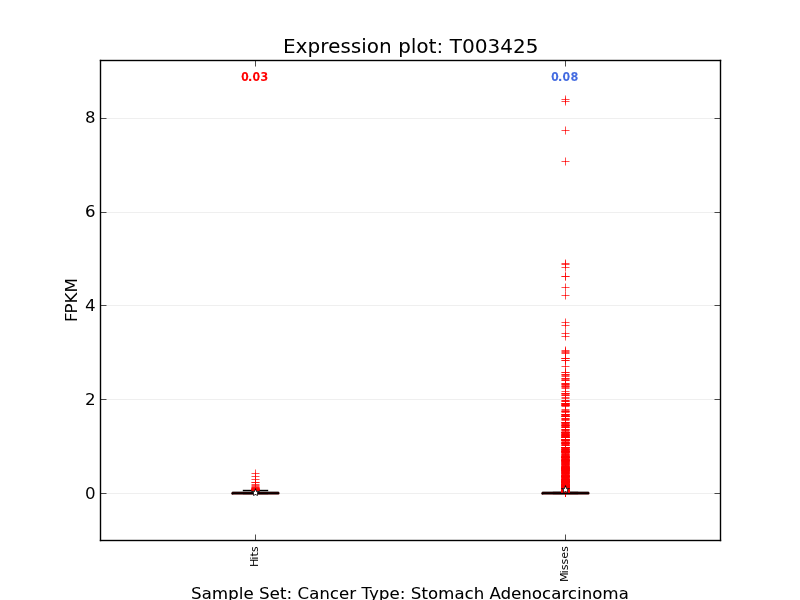 Expression plot: T003425
0.03 0.08
8
6
4
2
0
FPKM
Hits Misses
Sample Set: Cancer Type: Stomach Adenocarcinoma